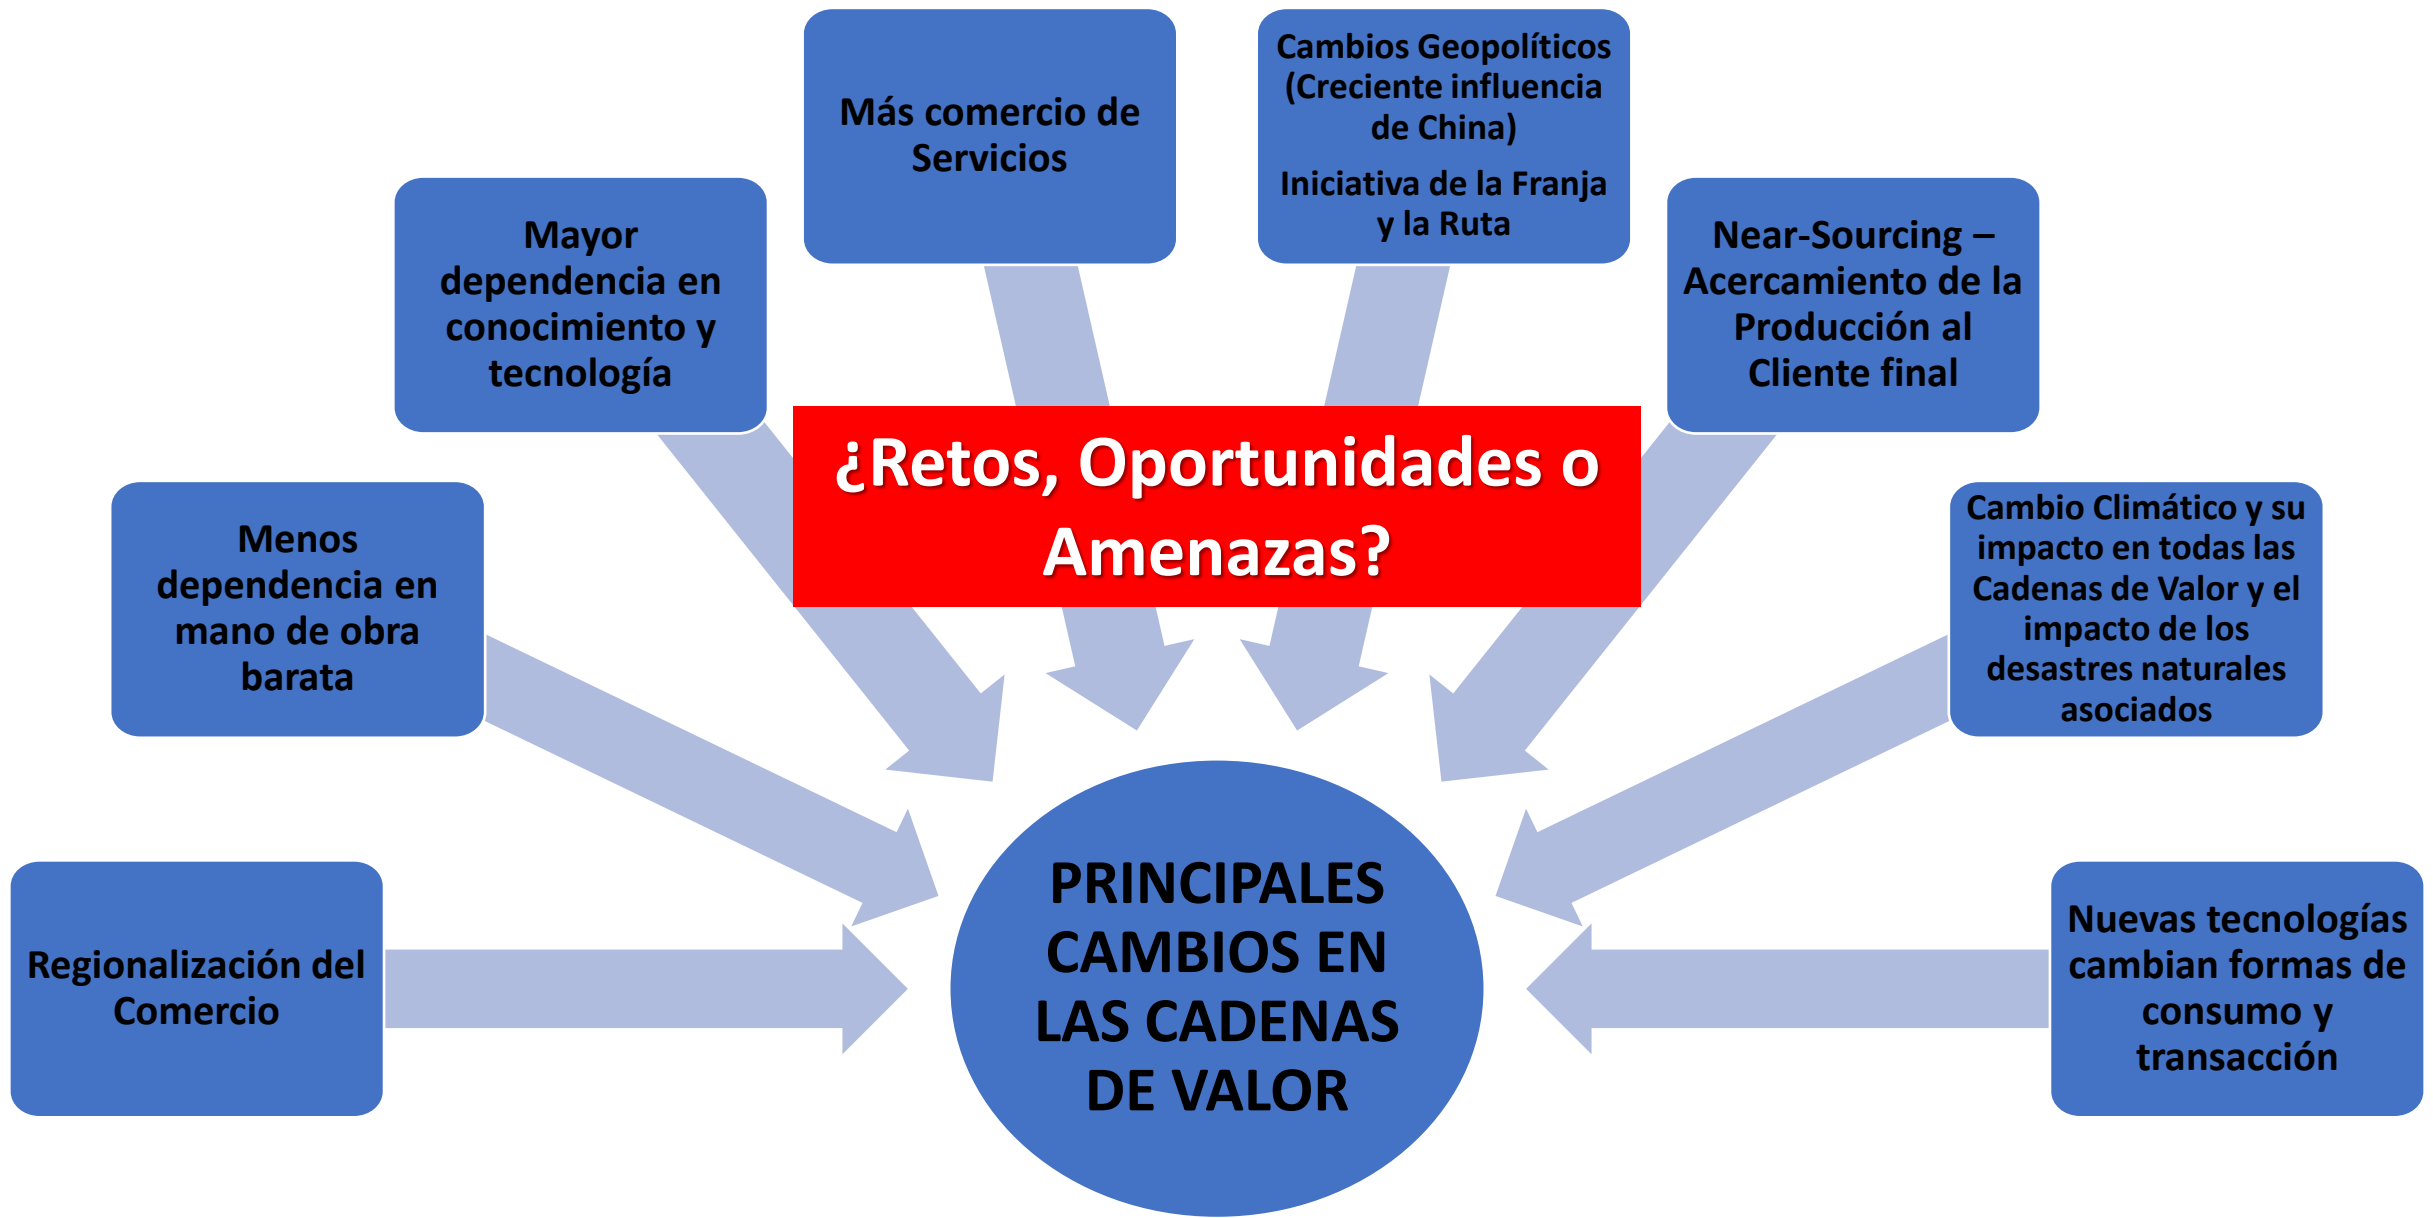 Más comercio de
Servicios
Cambios Geopolíticos
(Creciente influencia
de China)
Iniciativa de la Franja
y la Ruta
Mayor
dependencia en
conocimiento y
tecnología
Near-Sourcing –
Acercamiento de la
Producción al
Cliente final
¿Retos, Oportunidades o
Amenazas?
Menos
dependencia en
mano de obra
barata
Cambio Climático y su
impacto en todas las
Cadenas de Valor y el
impacto de los
desastres naturales
asociados
Regionalización del
Comercio
PRINCIPALES
CAMBIOS EN
LAS CADENAS
DE VALOR
Nuevas tecnologías
cambian formas de
consumo y
transacción